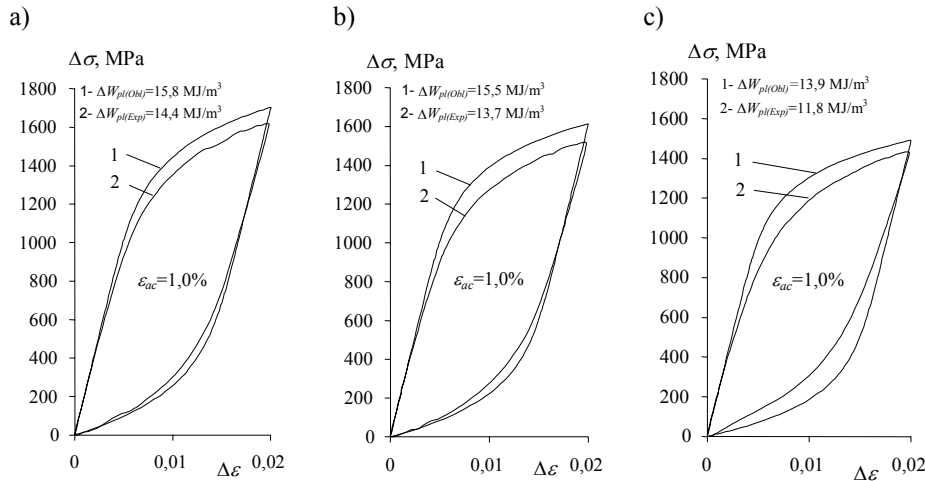 a)
Δσ, MPa
1- ΔWpl(Obl)=15,8 MJ/m³
2- ΔWpl(Exp)=14,4 MJ/m³
1800
1600
1400
1200
1000
800
600
400
200
0
1
2
εac=1,0%
0
0,01
0,02
Δε
b)
Δσ, MPa
1- ΔWpl(Obl)=15,5 MJ/m³
2- ΔWpl(Exp)=13,7 MJ/m³
1800
1600
1400
1200
1000
800
600
400
200
0
1
2
εac=1,0%
0
0,01
0,02
Δε
c)
Δσ, MPa
1- ΔWpl(Obl)=13,9 MJ/m³
2- ΔWpl(Exp)=11,8 MJ/m³
1800
1600
1400
1200
1000
800
600
400
200
0
1
2
εac=1,0%
0
0,01
0,02
Δε